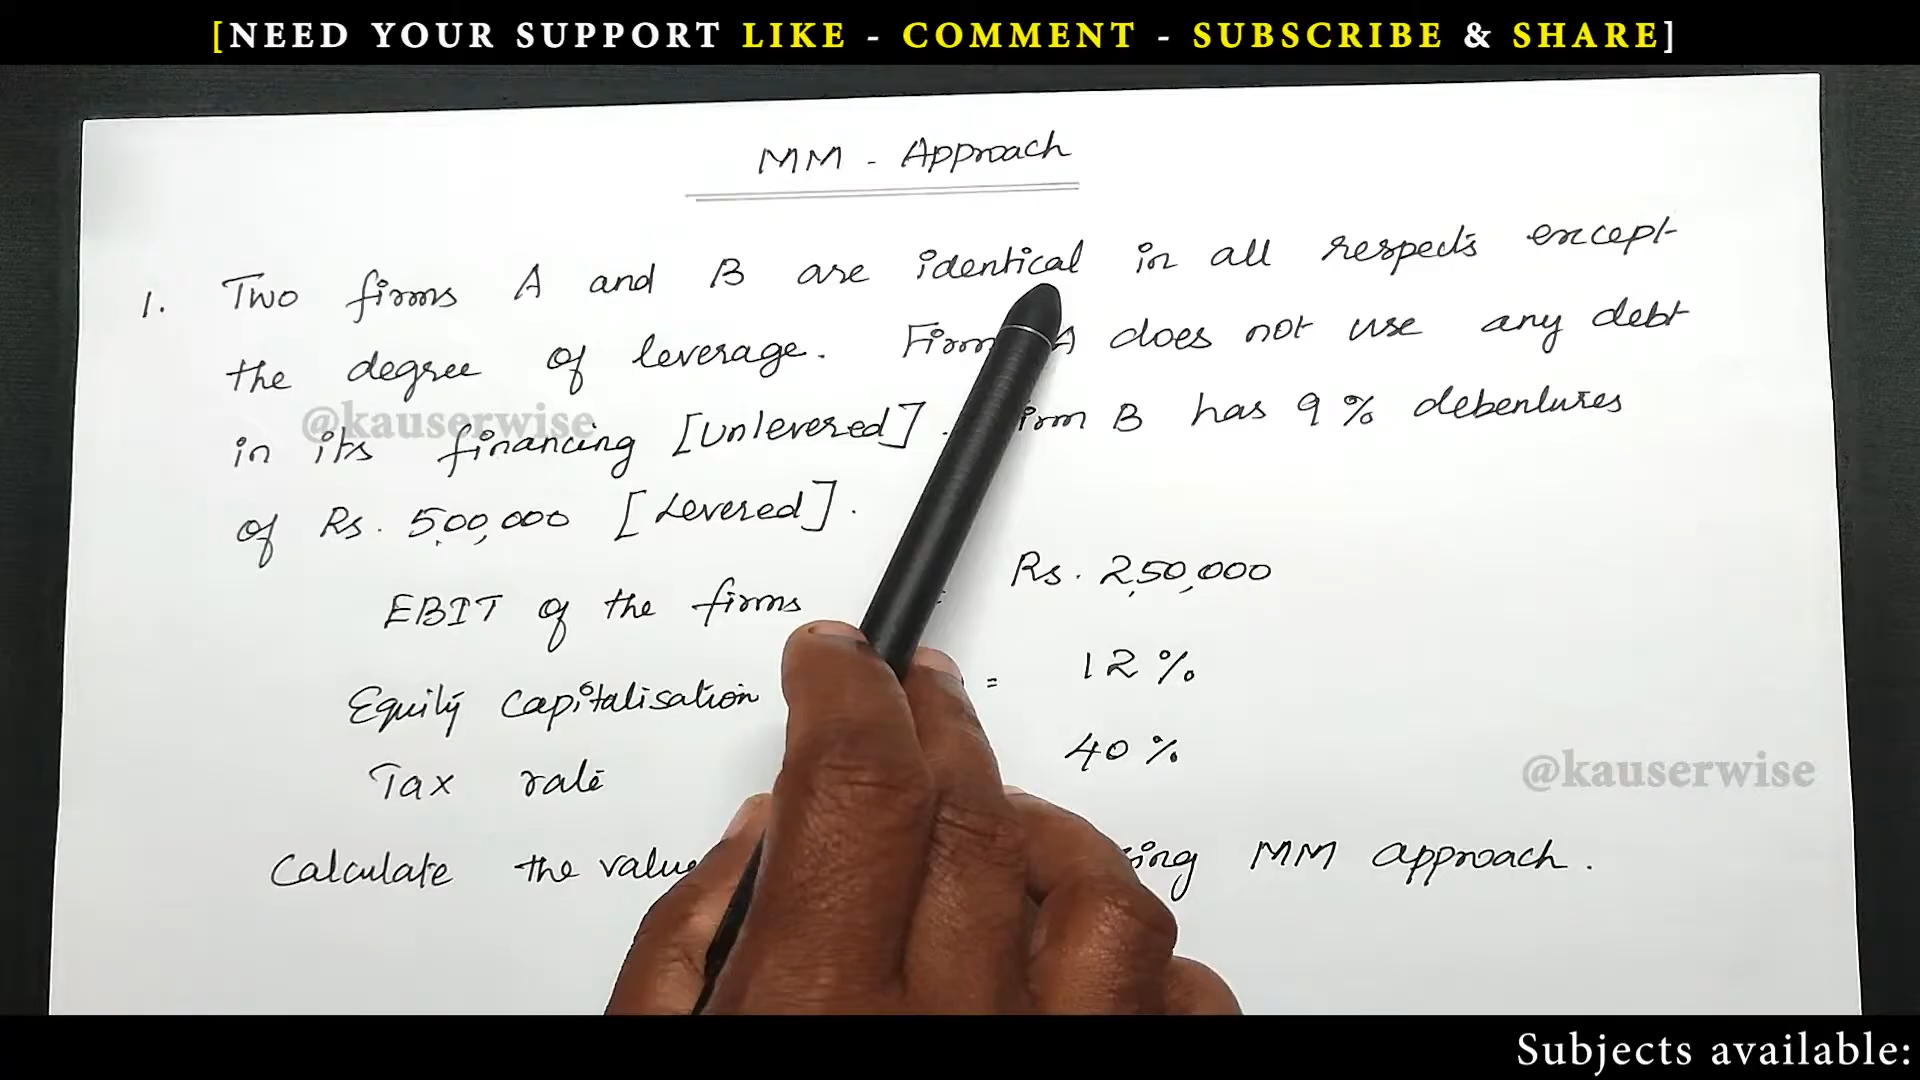 [NEED YOUR SUPPORT LIKE - COMMENT - SUBSCRIBE & SHARE]
MM - Approach
1. Two firms A and B are identical in all respects except
the degree of leverage. Firm A does not use any debt
in its financing [Unlevered]. Firm B has 9% debentures
@kauserwise
of Rs. 5,00,000 [Levered].
EBIT of the firms = Rs. 2,50,000
Equity Capitalisation = 12%
Tax rate 40%
@kauserwise
Calculate the value MM approach.
Subjects available: